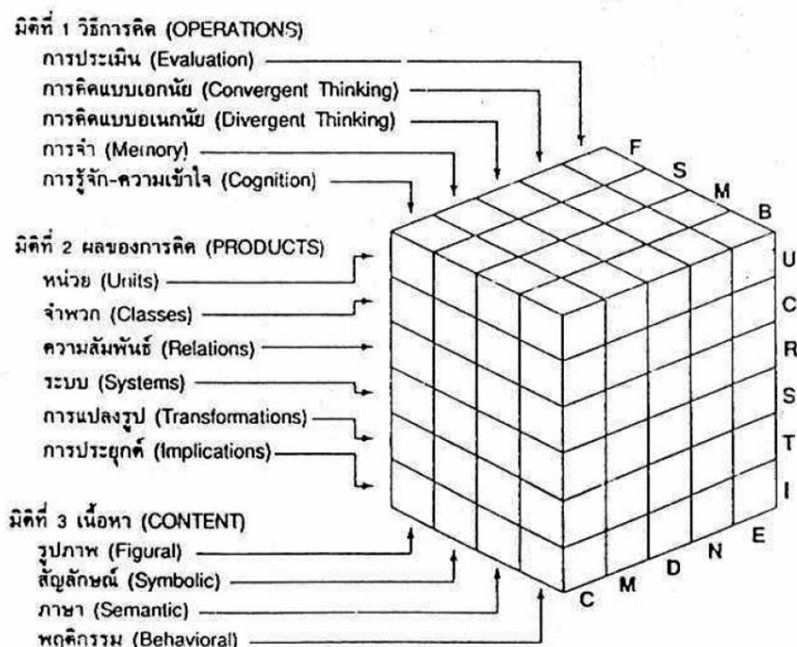 มิติที่ 1 วิธีการคิด (OPERATIONS)
การประเมิน (Evaluation)
การคิดแบบเอกนัย (Convergent Thinking)
การคิดแบบอเนกนัย (Divergent Thinking)
การจำ (Memory)
การรู้จัก-ความเข้าใจ (Cognition)
F
S
M
B
มิติที่ 2 ผลของการคิด (PRODUCTS)
หน่วย (Units)
จำพวก (Classes)
ความสัมพันธ์ (Relations)
ระบบ (Systems)
การแปลงรูป (Transformations)
การประยุกต์ (Implications)
U
C
R
S
T
I
มิติที่ 3 เนื้อหา (CONTENT)
รูปภาพ (Figural)
สัญลักษณ์ (Symbolic)
ภาษา (Semantic)
พฤติกรรม (Behavioral)
C
M
D
N
E